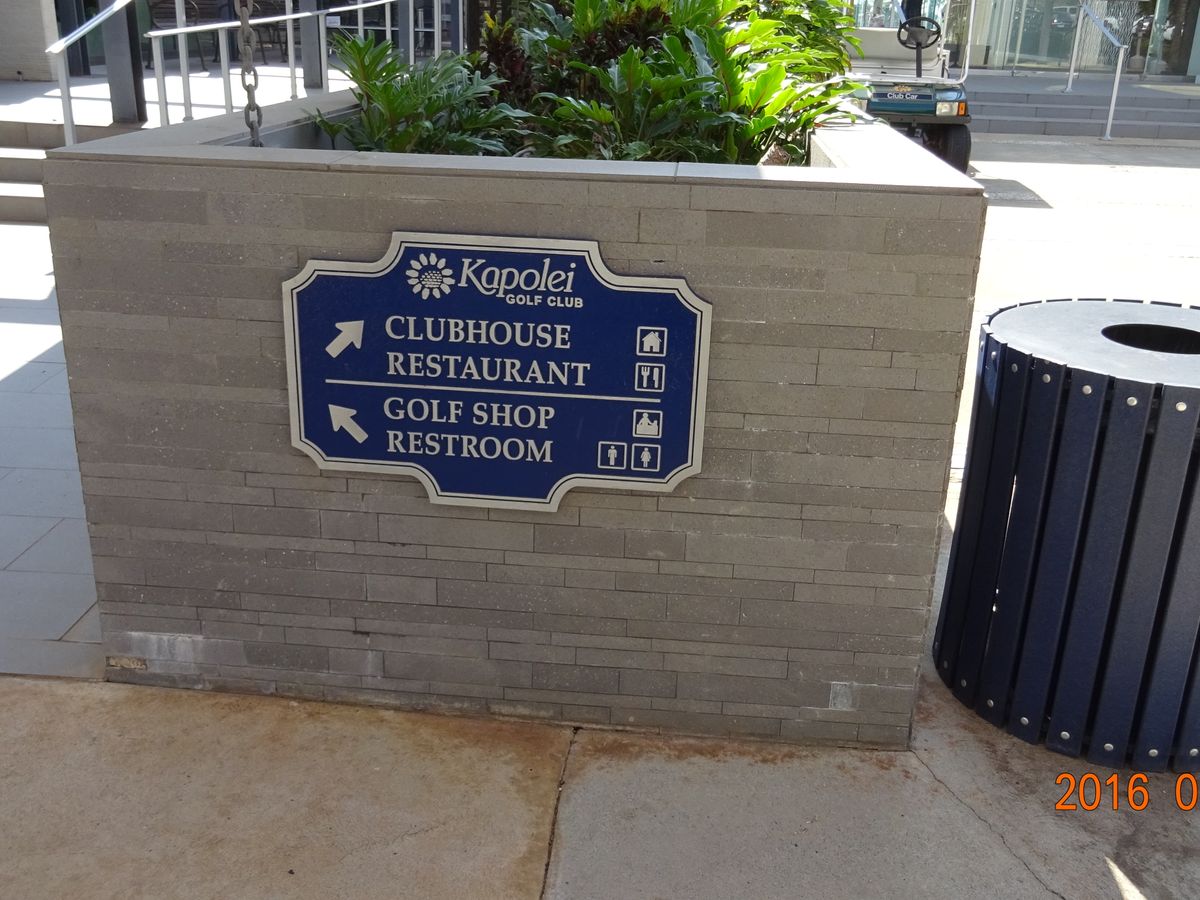 Club Car
Kapolei
GOLF CLUB
CLUBHOUSE
RESTAURANT
GOLF SHOP
RESTROOM
2016 0